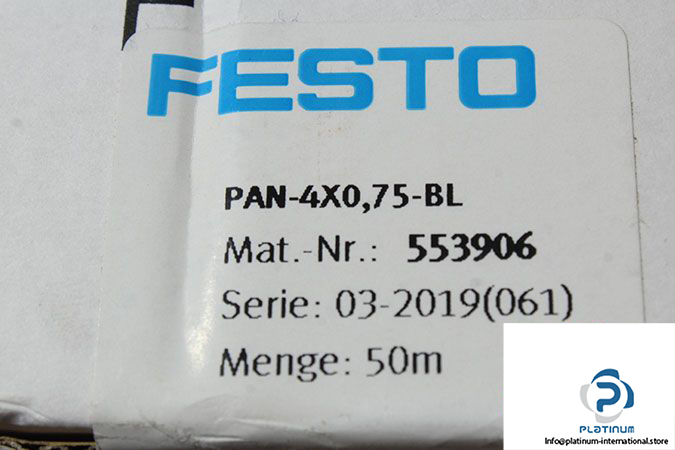 FESTO
PAN-4X0,75-BL
Mat.-Nr.: 553906
Serie: 03-2019(061)
Menge: 50m
PLATINUM
Info@platinum-international.store